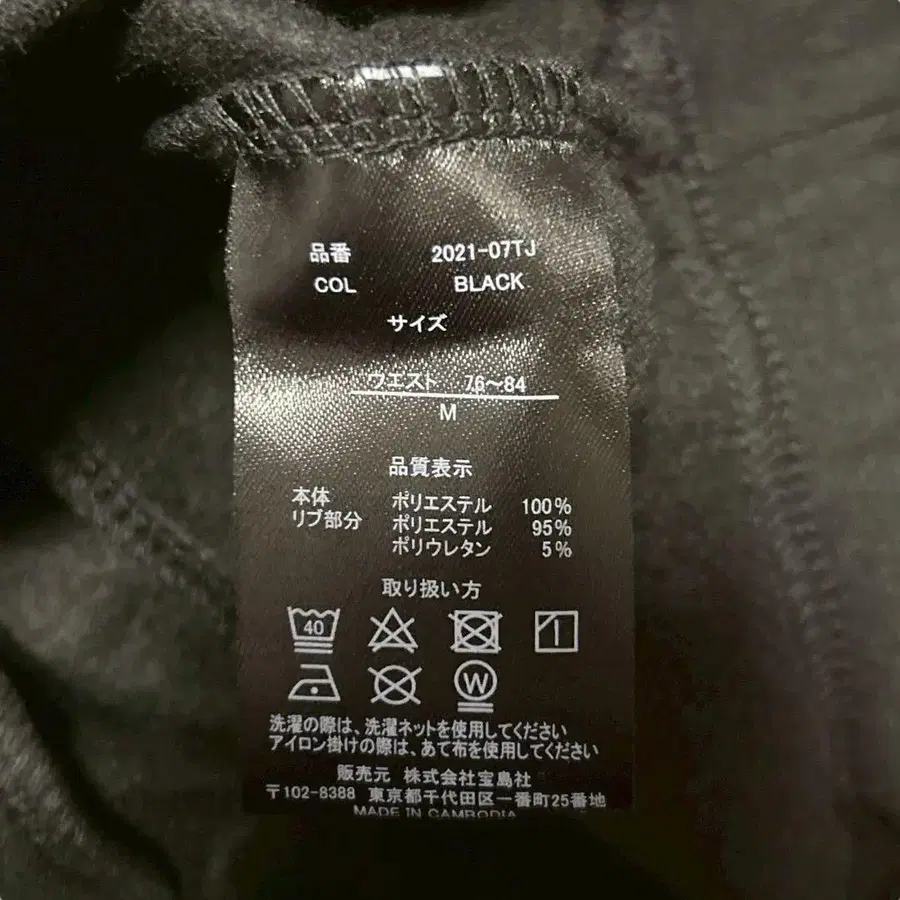 品番 2021-07TJ
COL BLACK
サイズ
ウエスト 76～84
M
品質表示
本体 ポリエステル 100%
リブ部分 ポリエステル 95%
ポリウレタン 5%
取り扱い方
40
W
洗濯の際は、洗濯ネットを使用してください
アイロン掛けの際は、あて布を使用してください
販売元 株式会社宝島社
〒102-8388 東京都千代田区一番町25番地
MADE IN CAMBODIA